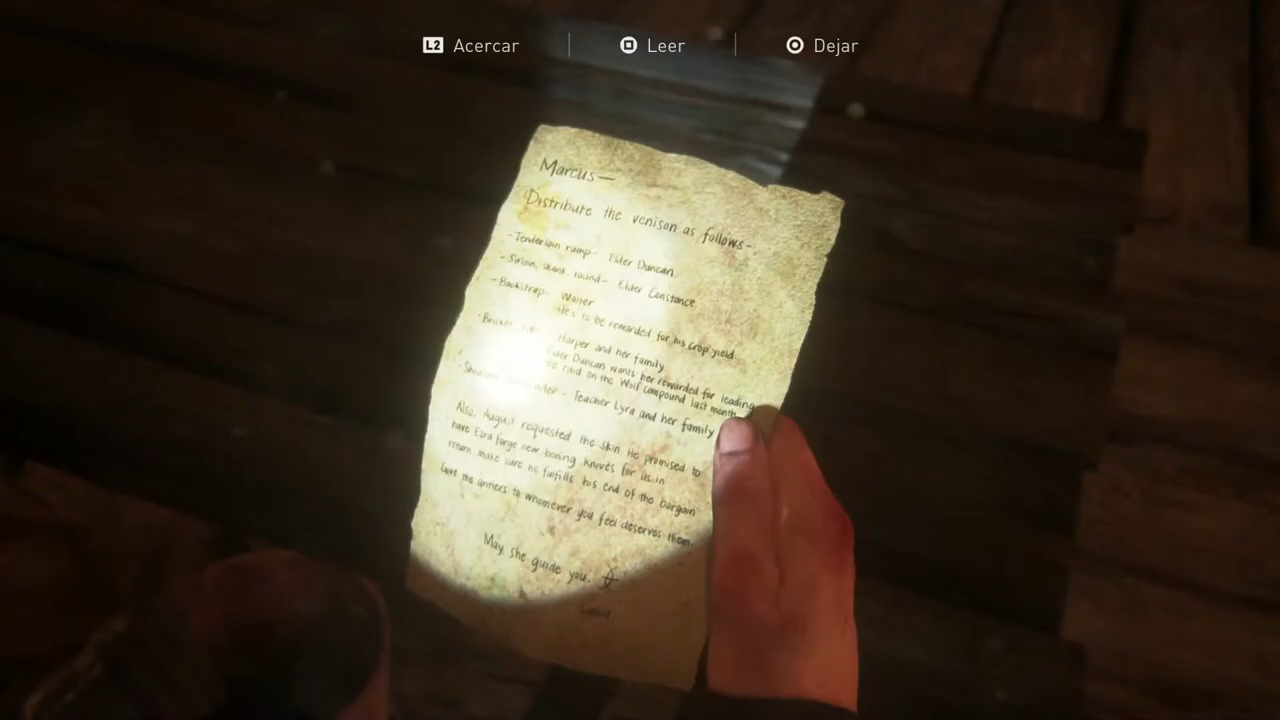 L2 Acercar
Leer
Dejar
Marcus—
Distribute the venison as follows-
-Tenderloin rump- Elder Duncan
-Sirloin, shank, round- Elder Constance
-Backstrap- Walter
He's to be rewarded for his crop yield.
Harper and her family
Elder Duncan wants her rewarded for leading
raid on the Wolf compound last month
- Teacher Lyra and her family
Also, August requested the skin. He promised to
have Ezra forge new boning knives for us in
return. make sure he fulfills his end of the bargain
Give the antlers to whomever you feel deserves them.
May she guide you.